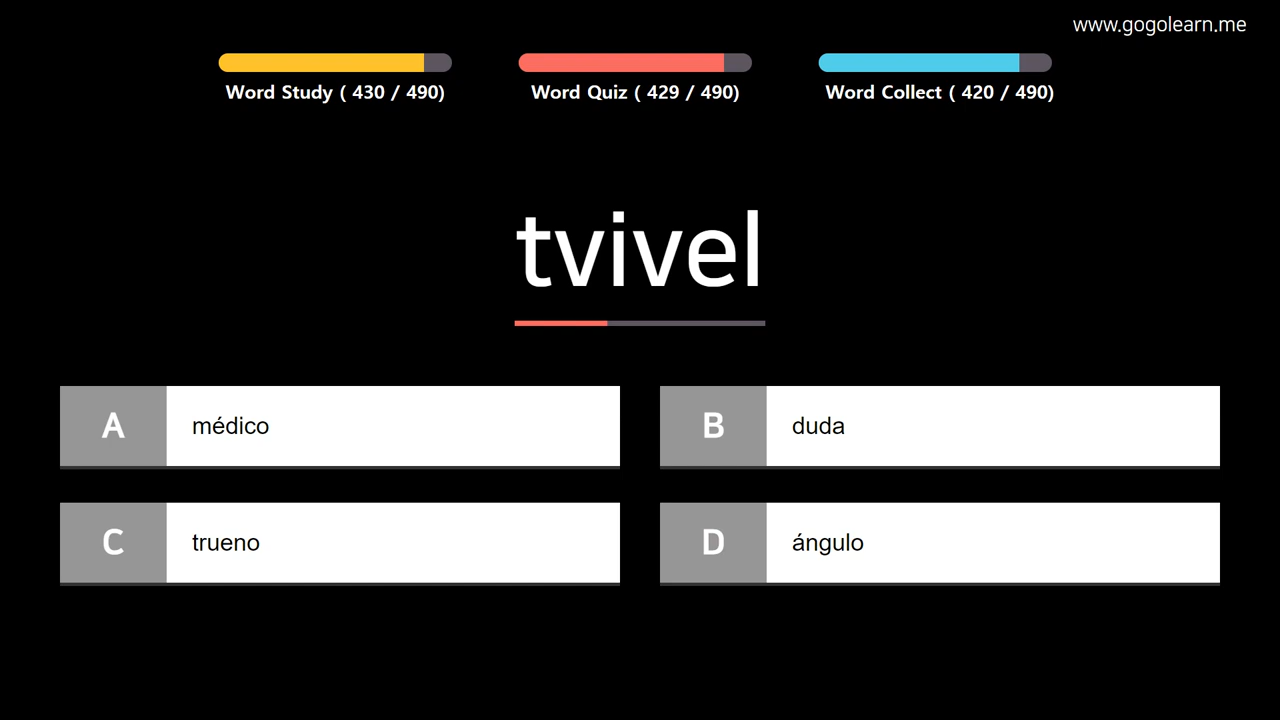 www.gogolearn.me
Word Study ( 430 / 490)
Word Quiz ( 429 / 490)
Word Collect ( 420 / 490)
tvivel
A médico
B duda
C trueno
D ángulo